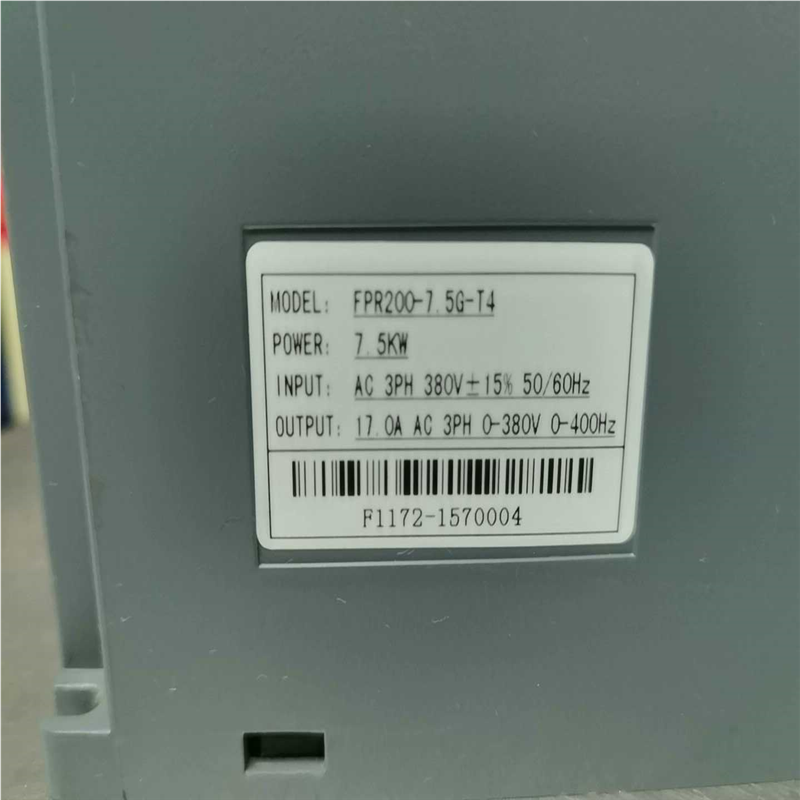 MODEL: FPR200-7.5G-T4
POWER: 7.5KW
INPUT: AC 3PH 380V±15% 50/60Hz
OUTPUT: 17.0A AC 3PH 0-380V 0-400Hz
F1172-1570004